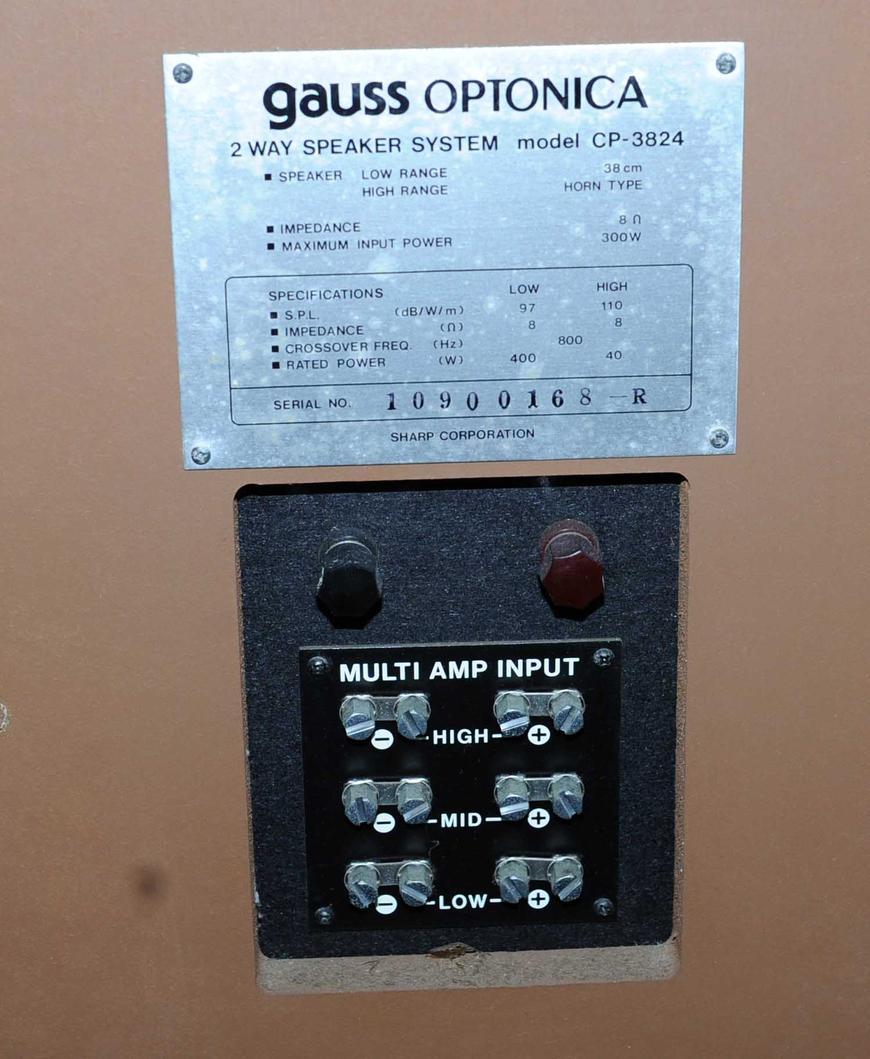 gauss OPTONICA
2 WAY SPEAKER SYSTEM model CP-3824
■ SPEAKER LOW RANGE 38 cm
HIGH RANGE HORN TYPE
■ IMPEDANCE 8 Ω
■ MAXIMUM INPUT POWER 300W
SPECIFICATIONS LOW HIGH
■ S.P.L. (dB/W/m) 97 110
■ IMPEDANCE (Ω) 8 8
■ CROSSOVER FREQ. (Hz) 800
■ RATED POWER (W) 400 40
SERIAL NO. 10900168-R
SHARP CORPORATION
MULTI AMP INPUT
- HIGH +
- MID +
- LOW +